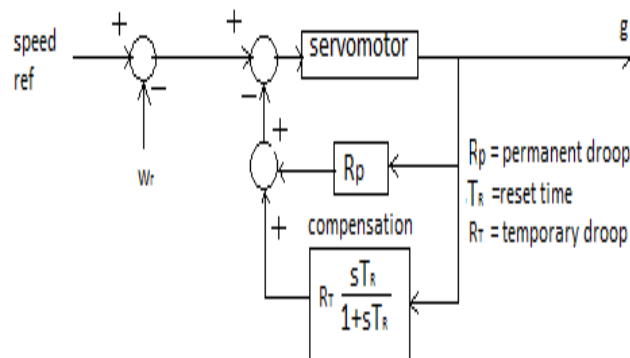 speed
ref
+
−
wr
+
−
servomotor
g
+
Rp
+
compensation
RT sTR
1+sTR
Rp = permanent droop
TR =reset time
RT = temporary droop